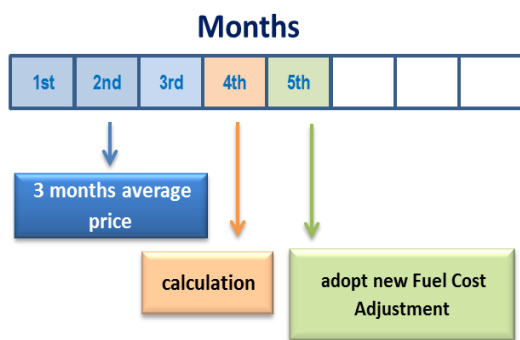 Months
1st 2nd 3rd 4th 5th
3 months average
price
calculation
adopt new Fuel Cost
Adjustment